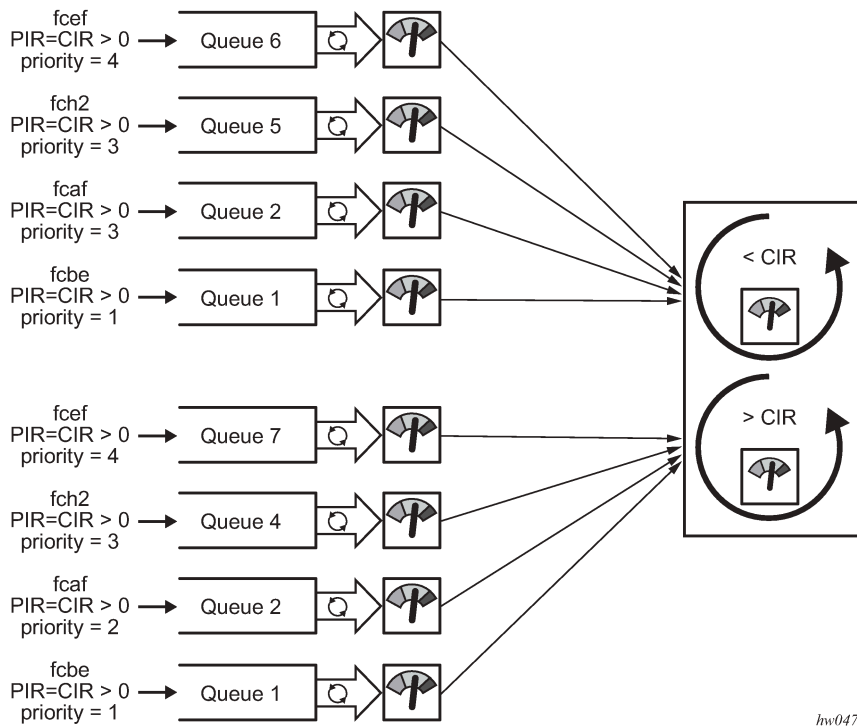 fcef
PIR=CIR > 0
priority = 4
Queue 6
fch2
PIR=CIR > 0
priority = 3
Queue 5
fcaf
PIR=CIR > 0
priority = 3
Queue 2
fcbe
PIR=CIR > 0
priority = 1
Queue 1
< CIR
fcef
PIR=CIR > 0
priority = 4
Queue 7
fch2
PIR=CIR > 0
priority = 3
Queue 4
fcaf
PIR=CIR > 0
priority = 2
Queue 2
fcbe
PIR=CIR > 0
priority = 1
Queue 1
> CIR
hw047